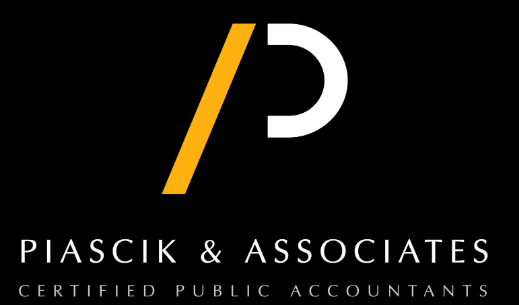 P
PIASCIK & ASSOCIATES
CERTIFIED PUBLIC ACCOUNTANTS